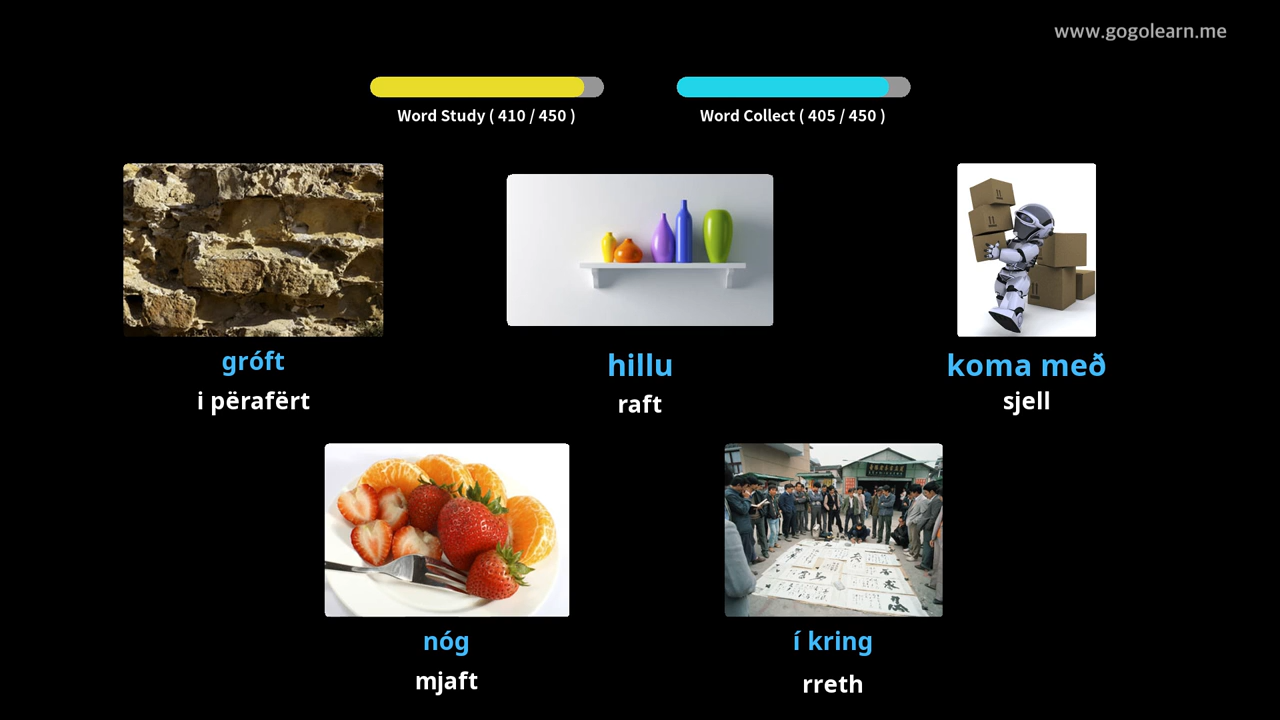 www.gogolearn.me
Word Study ( 410 / 450 )
Word Collect ( 405 / 450 )
gróft
i përafërt
hillu
raft
koma með
sjell
nóg
mjaft
í kring
rreth